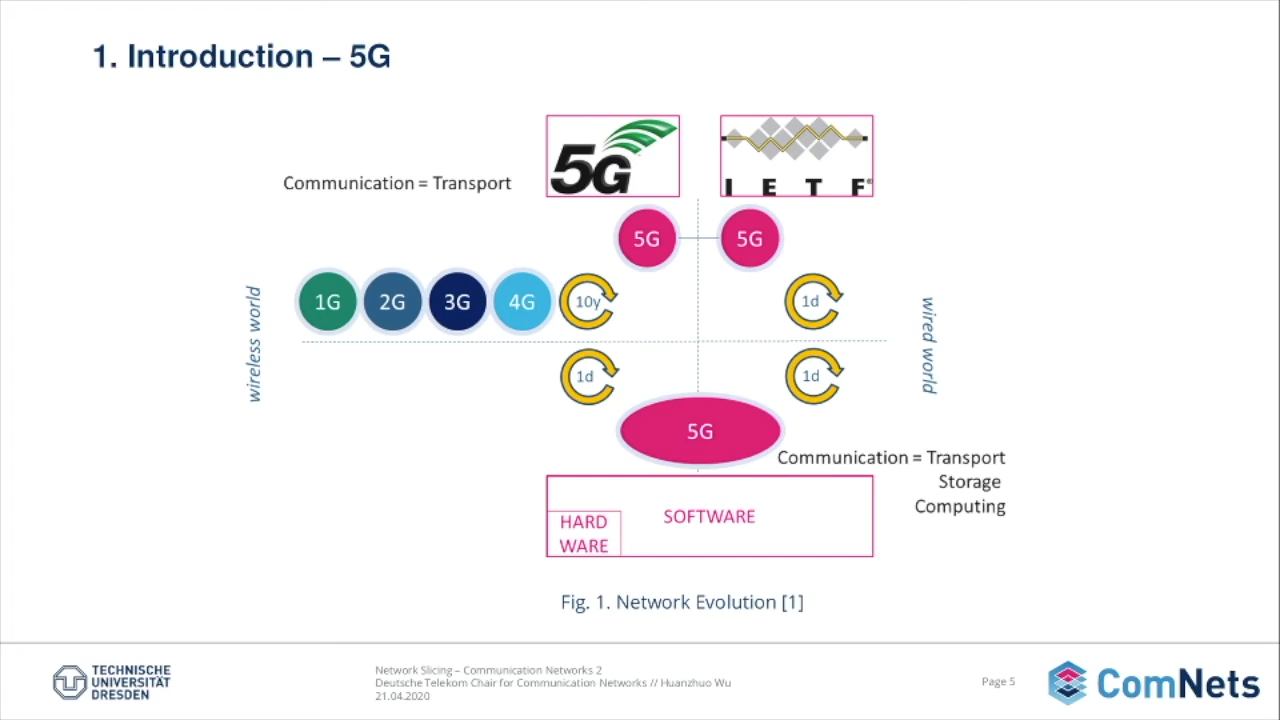 1. Introduction – 5G
5G
I E T F®
Communication = Transport
5G
5G
1G
2G
3G
4G
10y
1d
wireless world
wired world
1d
1d
5G
Communication = Transport
Storage
Computing
SOFTWARE
HARD
WARE
Fig. 1. Network Evolution [1]
TECHNISCHE
UNIVERSITÄT
DRESDEN
Network Slicing – Communication Networks 2
Deutsche Telekom Chair for Communication Networks // Huanzhuo Wu
21.04.2020
Page 5
ComNets